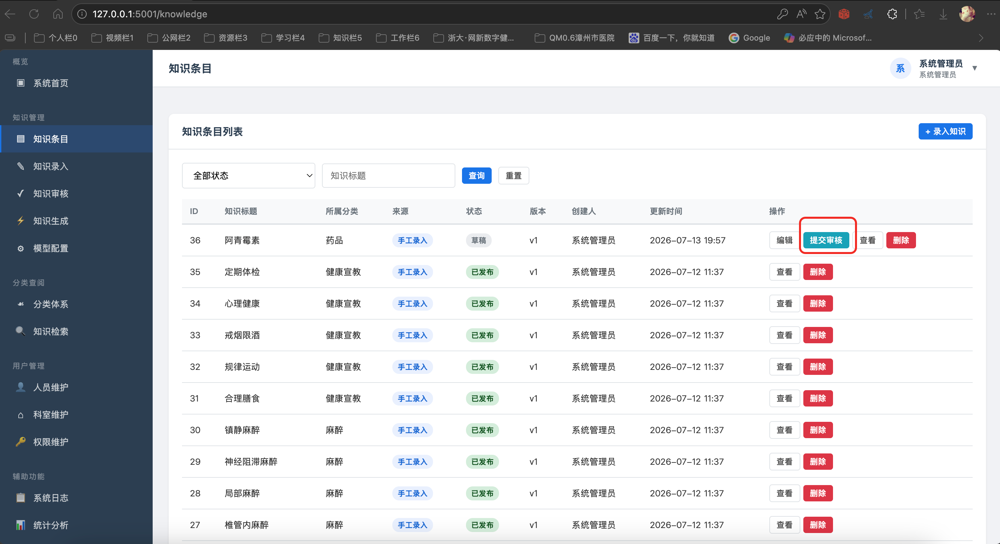 127.0.0.1:5001/knowledge
个人栏0 视频栏1 公网栏2 资源栏3 学习栏4 知识栏5 工作栏6 浙大·网新数字健... QM0.6漳州市医院 百度一下，你就知道 Google 必应中的 Microsof...
概览
系统首页
知识管理
知识条目
知识录入
知识审核
知识生成
模型配置
分类查阅
分类体系
知识检索
用户管理
人员维护
科室维护
权限维护
辅助功能
系统日志
统计分析
知识条目
系 系统管理员
系统管理员
知识条目列表 + 录入知识
全部状态 知识标题 查询 重置
ID 知识标题 所属分类 来源 状态 版本 创建人 更新时间 操作
36 阿青霉素 药品 手工录入 草稿 v1 系统管理员 2026-07-13 19:57 编辑 提交审核 查看 删除
35 定期体检 健康宣教 手工录入 已发布 v1 系统管理员 2026-07-12 11:37 查看 删除
34 心理健康 健康宣教 手工录入 已发布 v1 系统管理员 2026-07-12 11:37 查看 删除
33 戒烟限酒 健康宣教 手工录入 已发布 v1 系统管理员 2026-07-12 11:37 查看 删除
32 规律运动 健康宣教 手工录入 已发布 v1 系统管理员 2026-07-12 11:37 查看 删除
31 合理膳食 健康宣教 手工录入 已发布 v1 系统管理员 2026-07-12 11:37 查看 删除
30 镇静麻醉 麻醉 手工录入 已发布 v1 系统管理员 2026-07-12 11:37 查看 删除
29 神经阻滞麻醉 麻醉 手工录入 已发布 v1 系统管理员 2026-07-12 11:37 查看 删除
28 局部麻醉 麻醉 手工录入 已发布 v1 系统管理员 2026-07-12 11:37 查看 删除
27 椎管内麻醉 麻醉 手工录入 已发布 v1 系统管理员 2026-07-12 11:37 查看 删除